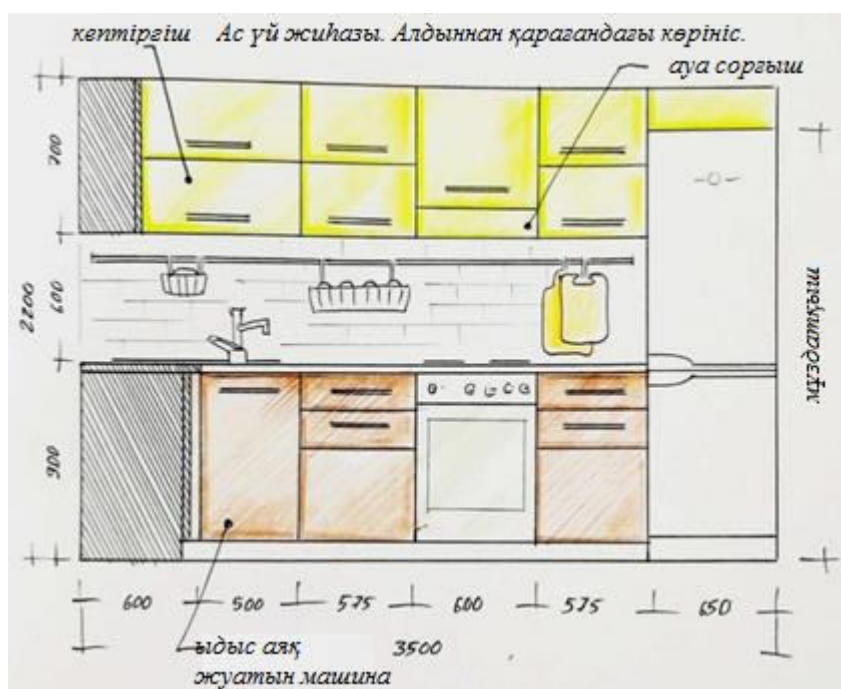 кептіргіш Ас үй жиһазы. Алдыннан қарағандағы көрініс.
ауа сорғыш
700
600
2200
900
мұздатқыш
600 500 575 600 575 650
3500
ыдыс аяқ
жуатын машина